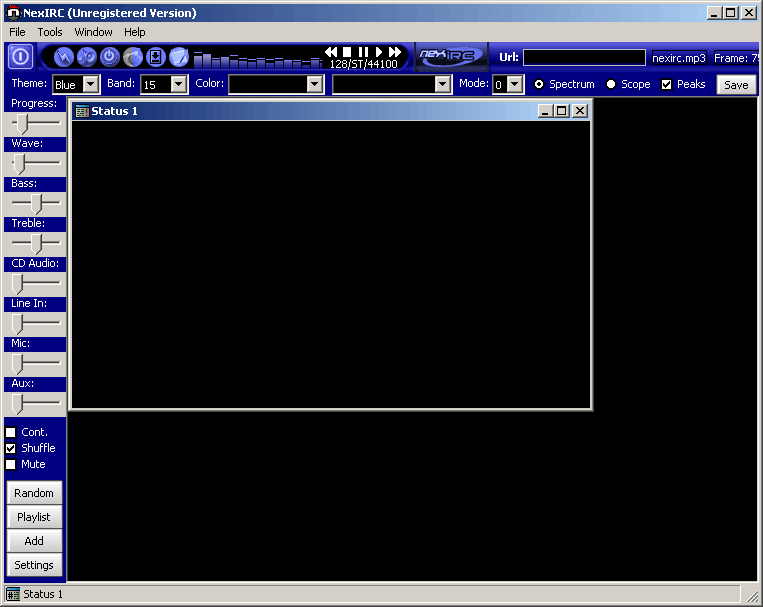 NexIRC (Unregistered Version)
File Tools Window Help
128/ST/44100
nexIRC
Url:
nexirc.mp3
Frame: 75
Theme: Blue
Band: 15
Color:
Mode: 0
Spectrum
Scope
Peaks
Save
Progress:
Wave:
Bass:
Treble:
CD Audio:
Line In:
Mic:
Aux:
Cont.
Shuffle
Mute
Random
Playlist
Add
Settings
Status 1
Status 1